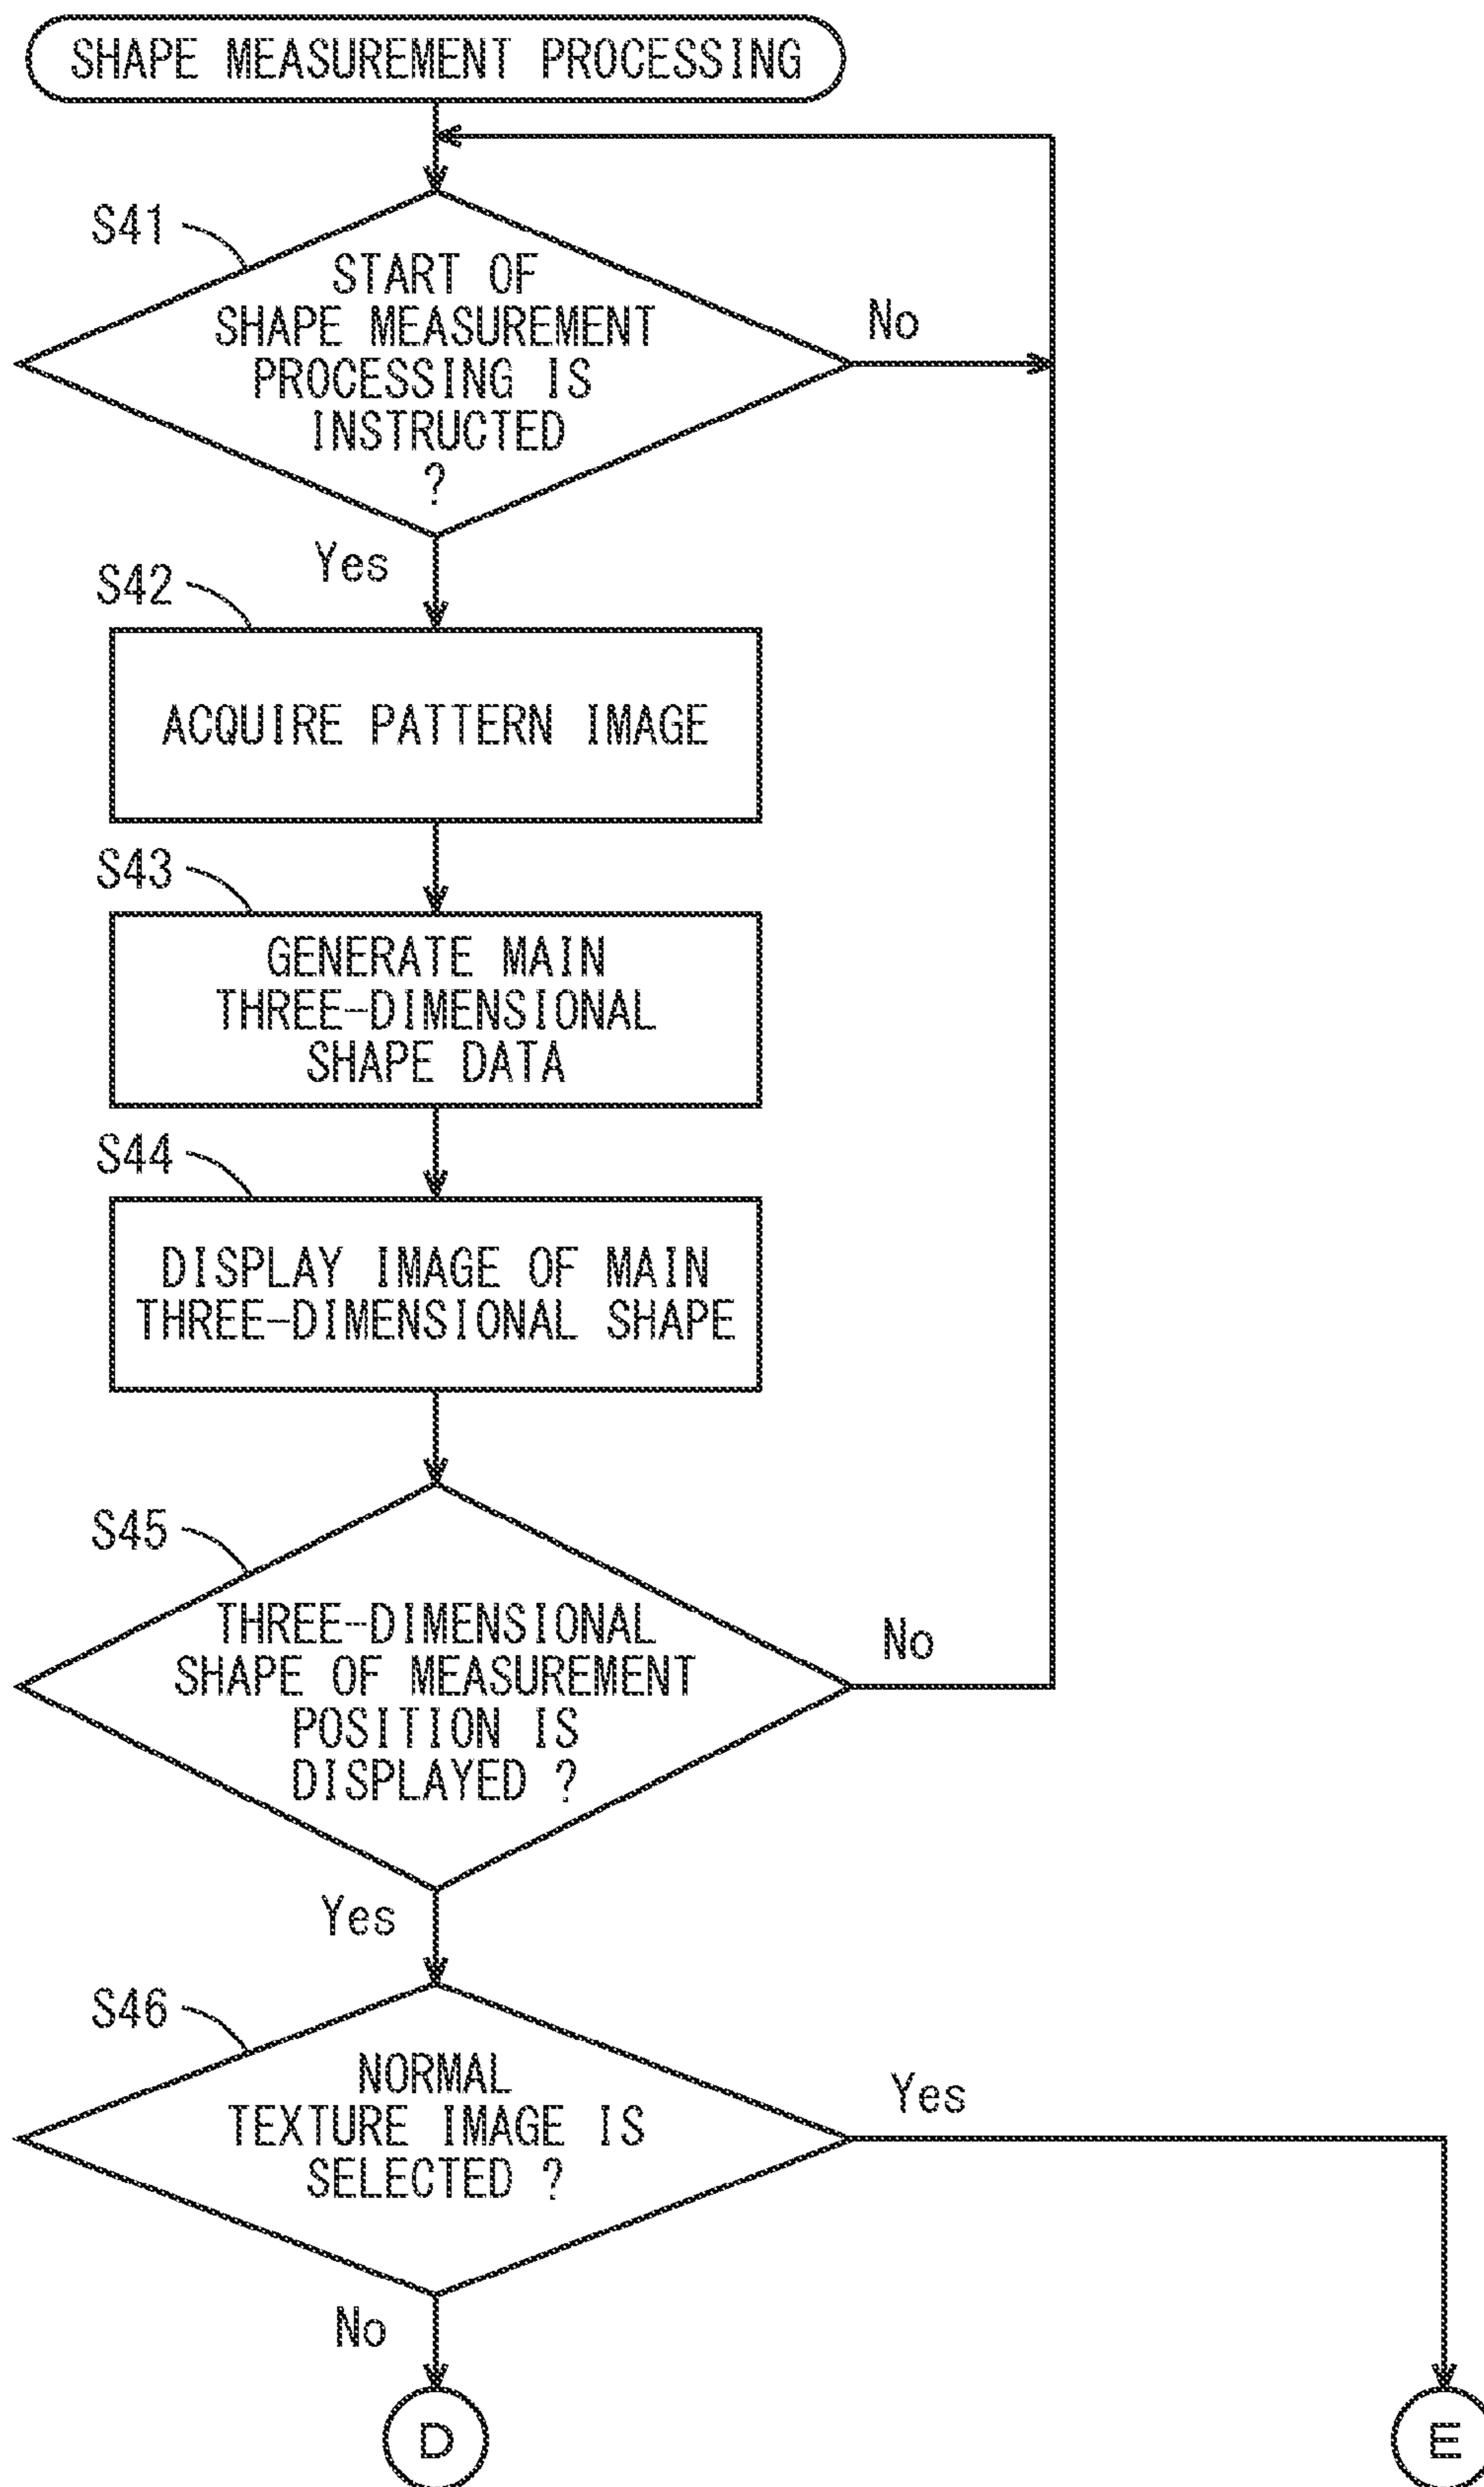 SHAPE MEASUREMENT PROCESSING
S41
START OF
SHAPE MEASUREMENT
PROCESSING IS
INSTRUCTED
?
No
Yes
S42
ACQUIRE PATTERN IMAGE
S43
GENERATE MAIN
THREE-DIMENSIONAL
SHAPE DATA
S44
DISPLAY IMAGE OF MAIN
THREE-DIMENSIONAL SHAPE
S45
THREE-DIMENSIONAL
SHAPE OF MEASUREMENT
POSITION IS
DISPLAYED ?
No
Yes
S46
NORMAL
TEXTURE IMAGE IS
SELECTED ?
Yes
No
D
E